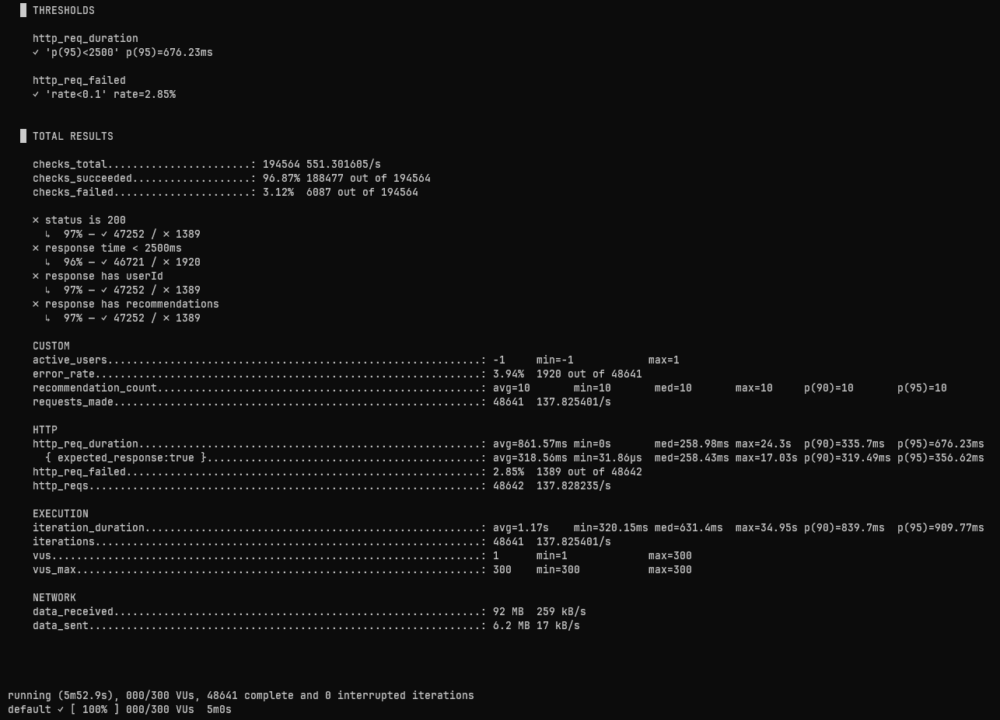 █ THRESHOLDS
http_req_duration
✓ 'p(95)<2500' p(95)=676.23ms
http_req_failed
✓ 'rate<0.1' rate=2.85%
█ TOTAL RESULTS
checks_total.......................: 194564 551.301605/s
checks_succeeded...................: 96.87% 188477 out of 194564
checks_failed......................: 3.12%  6087 out of 194564
✗ status is 200
↳  97% — ✓ 47252 / ✗ 1389
✗ response time < 2500ms
↳  96% — ✓ 46721 / ✗ 1920
✗ response has userId
↳  97% — ✓ 47252 / ✗ 1389
✗ response has recommendations
↳  97% — ✓ 47252 / ✗ 1389
CUSTOM
active_users............................................................: -1     min=-1            max=1
error_rate..............................................................: 3.94%  1920 out of 48641
recommendation_count....................................................: avg=10       min=10       med=10       max=10     p(90)=10       p(95)=10
requests_made...........................................................: 48641  137.825401/s
HTTP
http_req_duration.......................................................: avg=861.57ms min=0s       med=258.98ms max=24.3s  p(90)=335.7ms  p(95)=676.23ms
{ expected_response:true }............................................: avg=318.56ms min=31.86µs  med=258.43ms max=17.03s p(90)=319.49ms p(95)=356.62ms
http_req_failed.........................................................: 2.85%  1389 out of 48642
http_reqs...............................................................: 48642  137.828235/s
EXECUTION
iteration_duration......................................................: avg=1.17s    min=320.15ms med=631.4ms  max=34.95s p(90)=839.7ms  p(95)=909.77ms
iterations..............................................................: 48641  137.825401/s
vus.....................................................................: 1      min=1             max=300
vus_max.................................................................: 300    min=300           max=300
NETWORK
data_received...........................................................: 92 MB  259 kB/s
data_sent...............................................................: 6.2 MB 17 kB/s
running (5m52.9s), 000/300 VUs, 48641 complete and 0 interrupted iterations
default ✓ [ 100% ] 000/300 VUs  5m0s